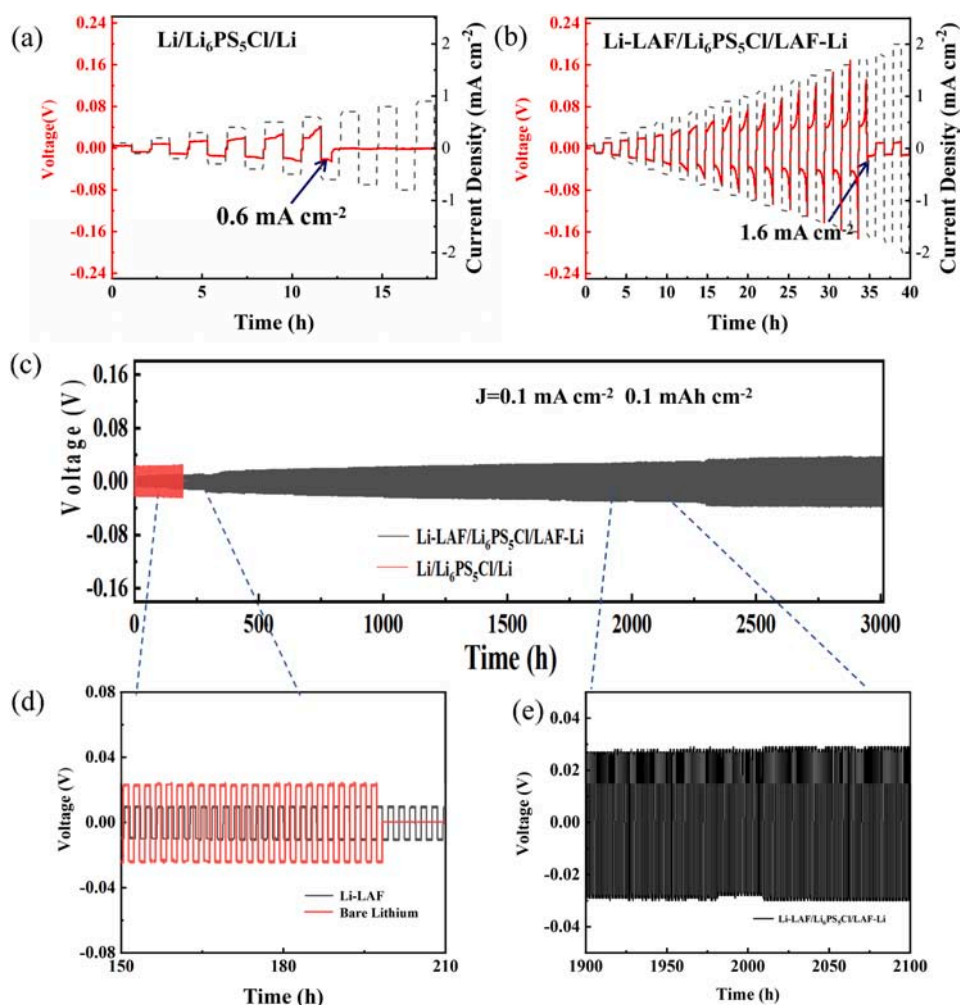 (a)
Li/Li₆PS₅Cl/Li
Voltage(V)
0.24
0.16
0.08
0.00
-0.08
-0.16
-0.24
2
1
0
-1
-2
Current Density (mA cm⁻²)
0.6 mA cm⁻²
0
5
10
15
Time (h)
(b)
Li-LAF/Li₆PS₅Cl/LAF-Li
Voltage (V)
0.24
0.16
0.08
0.00
-0.08
-0.16
-0.24
2
1
0
-1
-2
Current Density (mA cm⁻²)
1.6 mA cm⁻²
0 5 10 15 20 25 30 35 40
Time (h)
(c)
Voltage (V)
0.16
0.08
0.00
-0.08
-0.16
J=0.1 mA cm⁻² 0.1 mAh cm⁻²
Li-LAF/Li₆PS₅Cl/LAF-Li
Li/Li₆PS₅Cl/Li
0 500 1000 1500 2000 2500 3000
Time (h)
(d)
Voltage (V)
0.08
0.04
0.00
-0.04
-0.08
Li-LAF
Bare Lithium
150 180 210
Time (h)
(e)
Voltage (V)
0.04
0.02
0.00
-0.02
-0.04
Li-LAF/Li₆PS₅Cl/LAF-Li
1900 1950 2000 2050 2100
Time (h)